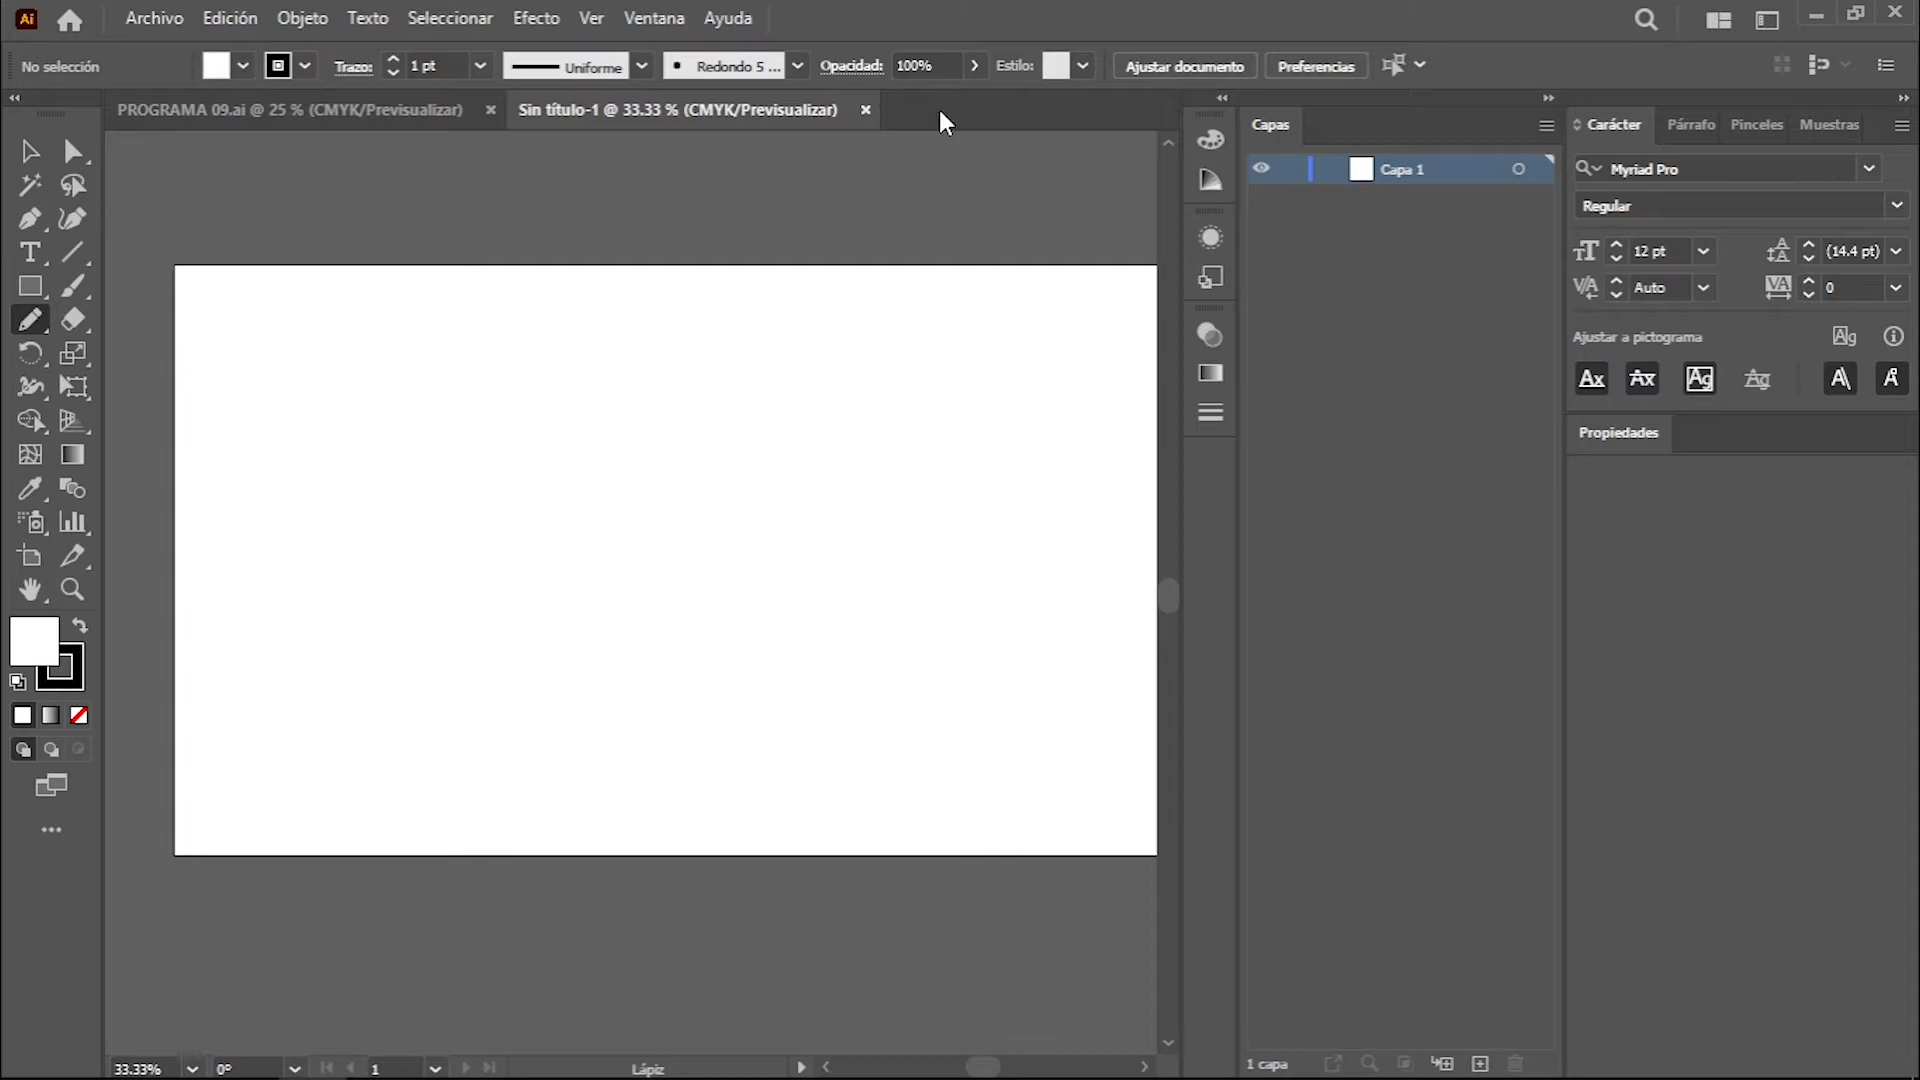 Ai Archivo Edición Objeto Texto Seleccionar Efecto Ver Ventana Ayuda
No selección Trazo: 1 pt Uniforme Redondo 5 ... Opacidad: 100% Estilo: Ajustar documento Preferencias
PROGRAMA 09.ai @ 25 % (CMYK/Previsualizar) Sin título-1 @ 33.33 % (CMYK/Previsualizar)
Capas
Capa 1
1 capa
Carácter Párrafo Pinceles Muestras
Myriad Pro
Regular
12 pt (14.4 pt)
Auto 0
Ajustar a pictograma
Propiedades
33.33% 0° 1 Lápiz